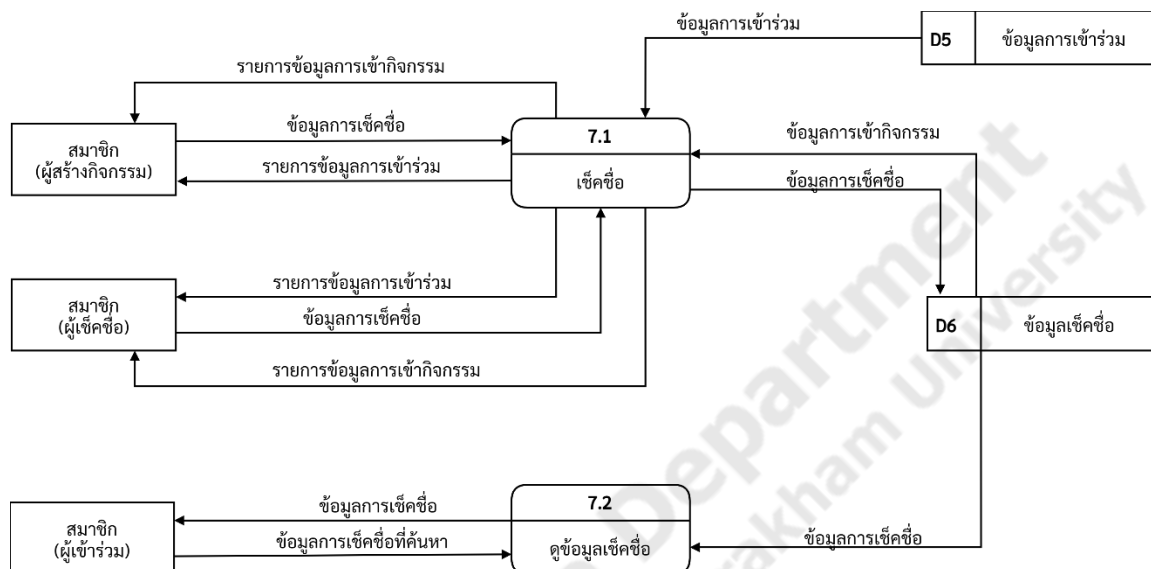 ข้อมูลการเข้าร่วม
D5 ข้อมูลการเข้าร่วม
รายการข้อมูลการเข้ากิจกรรม
สมาชิก
(ผู้สร้างกิจกรรม)
ข้อมูลการเช็คชื่อ
รายการข้อมูลการเข้าร่วม
7.1
เช็คชื่อ
ข้อมูลการเข้ากิจกรรม
ข้อมูลการเช็คชื่อ
สมาชิก
(ผู้เช็คชื่อ)
รายการข้อมูลการเข้าร่วม
ข้อมูลการเช็คชื่อ
รายการข้อมูลการเข้ากิจกรรม
D6 ข้อมูลเช็คชื่อ
สมาชิก
(ผู้เข้าร่วม)
ข้อมูลการเช็คชื่อ
ข้อมูลการเช็คชื่อที่ค้นหา
7.2
ดูข้อมูลเช็คชื่อ
ข้อมูลการเช็คชื่อ
Department
University